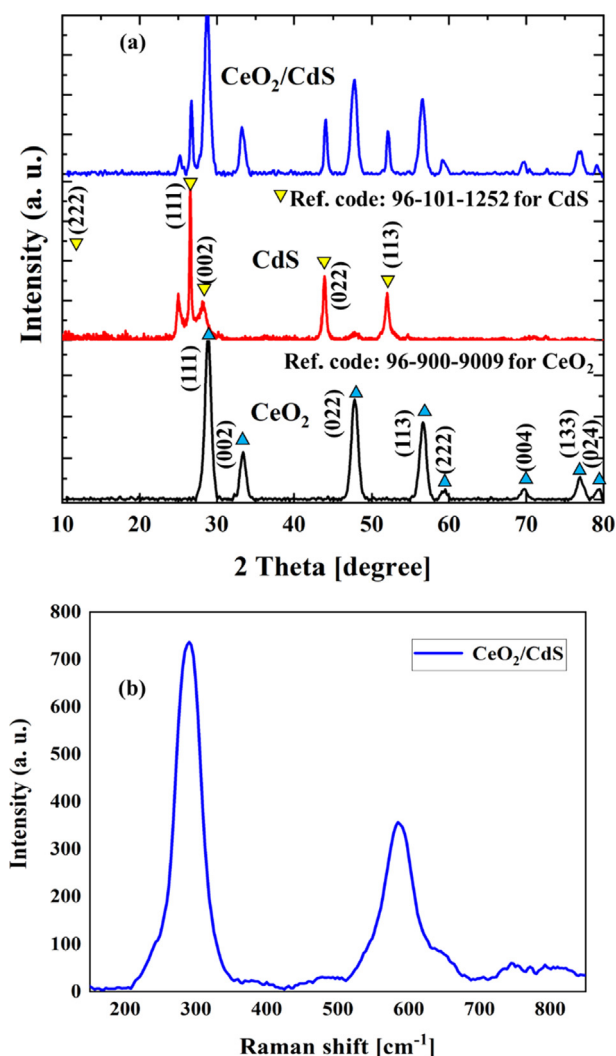 (a)
CeO2/CdS
Ref. code: 96-101-1252 for CdS
(222)
(111)
(002)
CdS
(022)
(113)
Ref. code: 96-900-9009 for CeO2
(111)
(002)
CeO2
(022)
(113)
(222)
(004)
(133)
(024)
Intensity (a. u.)
10 20 30 40 50 60 70 80
2 Theta [degree]
(b)
CeO2/CdS
800
700
600
500
400
300
200
100
0
Intensity (a. u.)
200 300 400 500 600 700 800
Raman shift [cm-1]